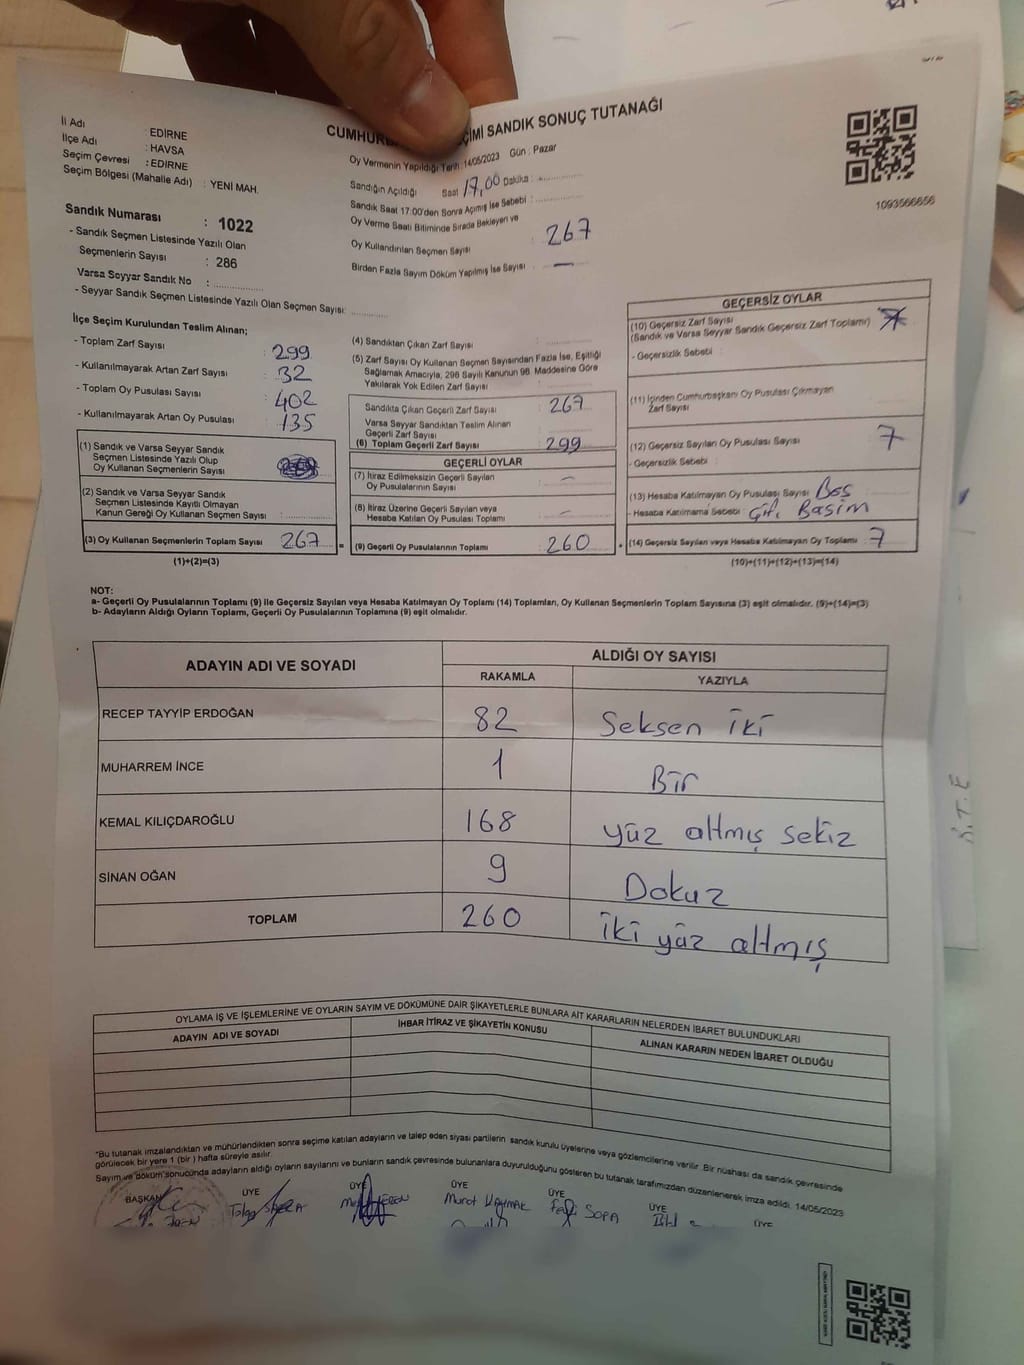 CUMHUR SEÇİMİ SANDIK SONUÇ TUTANAĞI
İl Adı : EDİRNE
İlçe Adı : HAVSA
Seçim Çevresi : EDİRNE
Seçim Bölgesi (Mahalle Adı) : YENİ MAH.
Oy Vermenin Yapıldığı Tarih 14/05/2023 Gün : Pazar
Sandığın Açıldığı Saat 17,00 Dakika :
Sandık Saat 17:00'den Sonra Açımış İse Sebebi :
Oy Verme Saati Bitiminde Sırada Bekleyen ve
Oy Kullandırılan Seçmen Sayısı : 267
Birden Fazla Sayım Döküm Yapılmış İse Sayısı : —
1093566656
Sandık Numarası : 1022
- Sandık Seçmen Listesinde Yazılı Olan
Seçmenlerin Sayısı : 286
Varsa Seyyar Sandık No :
- Seyyar Sandık Seçmen Listesinde Yazılı Olan Seçmen Sayısı:
İlçe Seçim Kurulundan Teslim Alınan;
- Toplam Zarf Sayısı : 299
- Kullanılmayarak Artan Zarf Sayısı : 32
- Toplam Oy Pusulası Sayısı : 402
- Kullanılmayarak Artan Oy Pusulası : 135
(1) Sandık ve Varsa Seyyar Sandık
Seçmen Listesinde Yazılı Olup
Oy Kullanan Seçmenlerin Sayısı
(2) Sandık ve Varsa Seyyar Sandık
Seçmen Listesinde Kayıtlı Olmayan
Kanun Gereği Oy Kullanan Seçmen Sayısı :
(3) Oy Kullanan Seçmenlerin Toplam Sayısı 267
(1)+(2)=(3)
(4) Sandıktan Çıkan Zarf Sayısı
(5) Zarf Sayısı Oy Kullanan Seçmen Sayısından Fazla İse, Eşitliği
Sağlamak Amacıyla, 298 Sayılı Kanunun 98. Maddesine Göre
Yakılarak Yok Edilen Zarf Sayısı
Sandıkta Çıkan Geçerli Zarf Sayısı : 267
Varsa Seyyar Sandıktan Teslim Alınan
Geçerli Zarf Sayısı
(6) Toplam Geçerli Zarf Sayısı : 299
GEÇERLİ OYLAR
(7) İtiraz Edilmeksizin Geçerli Sayılan
Oy Pusulalarının Sayısı : —
(8) İtiraz Üzerine Geçerli Sayılan veya
Hesaba Katılan Oy Pusulası Toplamı : —
(9) Geçerli Oy Pusulalarının Toplamı : 260
GEÇERSİZ OYLAR
(10) Geçersiz Zarf Sayısı
(Sandık ve Varsa Seyyar Sandık Geçersiz Zarf Toplamı)
- Geçersizlik Sebebi :
(11) İçinden Cumhurbaşkanı Oy Pusulası Çıkmayan
Zarf Sayısı
(12) Geçersiz Sayılan Oy Pusulası Sayısı : 7
- Geçersizlik Sebebi :
(13) Hesaba Katılmayan Oy Pusulası Sayısı Boş
- Hesaba Katılmama Sebebi : Çift Basim
(14) Geçersiz Sayılan veya Hesaba Katılmayan Oy Toplamı : 7
(10)+(11)+(12)+(13)=(14)
NOT:
a- Geçerli Oy Pusulalarının Toplamı (9) ile Geçersiz Sayılan veya Hesaba Katılmayan Oy Toplamı (14) Toplamları, Oy Kullanan Seçmenlerin Toplam Sayısına (3) eşit olmalıdır. (9)+(14)=(3)
b- Adayların Aldığı Oyların Toplamı, Geçerli Oy Pusulalarının Toplamına (9) eşit olmalıdır.
ADAYIN ADI VE SOYADI ALDIĞI OY SAYISI
RAKAMLA YAZIYLA
RECEP TAYYİP ERDOĞAN 82 Seksen İki
MUHARREM İNCE 1 Bir
KEMAL KILIÇDAROĞLU 168 yüz altmış sekiz
SİNAN OĞAN 9 Dokuz
TOPLAM 260 İki yüz altmış
OYLAMA İŞ VE İŞLEMLERİNE VE OYLARIN SAYIM VE DÖKÜMÜNE DAİR ŞİKAYETLERLE BUNLARA AİT KARARLARIN NELERDEN İBARET BULUNDUKLARI
ADAYIN ADI VE SOYADI İHBAR İTİRAZ VE ŞİKAYETİN KONUSU ALINAN KARARIN NEDEN İBARET OLDUĞU
"Bu tutanak imzalandıktan ve mühürlendikten sonra seçime katılan adayların ve talep eden siyasi partilerin sandık kurulu üyelerine veya gözlemcilerine verilir. Bir nüshası da sandık çevresinde
görülecek bir yere 1 (bir) hafta süreyle asılır.
Sayım ve döküm sonucunda adayların aldığı oyların sayılarını ve bunların sandık çevresinde bulunanlara duyurulduğunu gösteren bu tutanak tarafımızdan düzenlenerek imza edildi. 14/05/2023
BAŞKAN ÜYE ÜYE ÜYE ÜYE ÜYE ÜYE
Murat Kaymak
SOPA